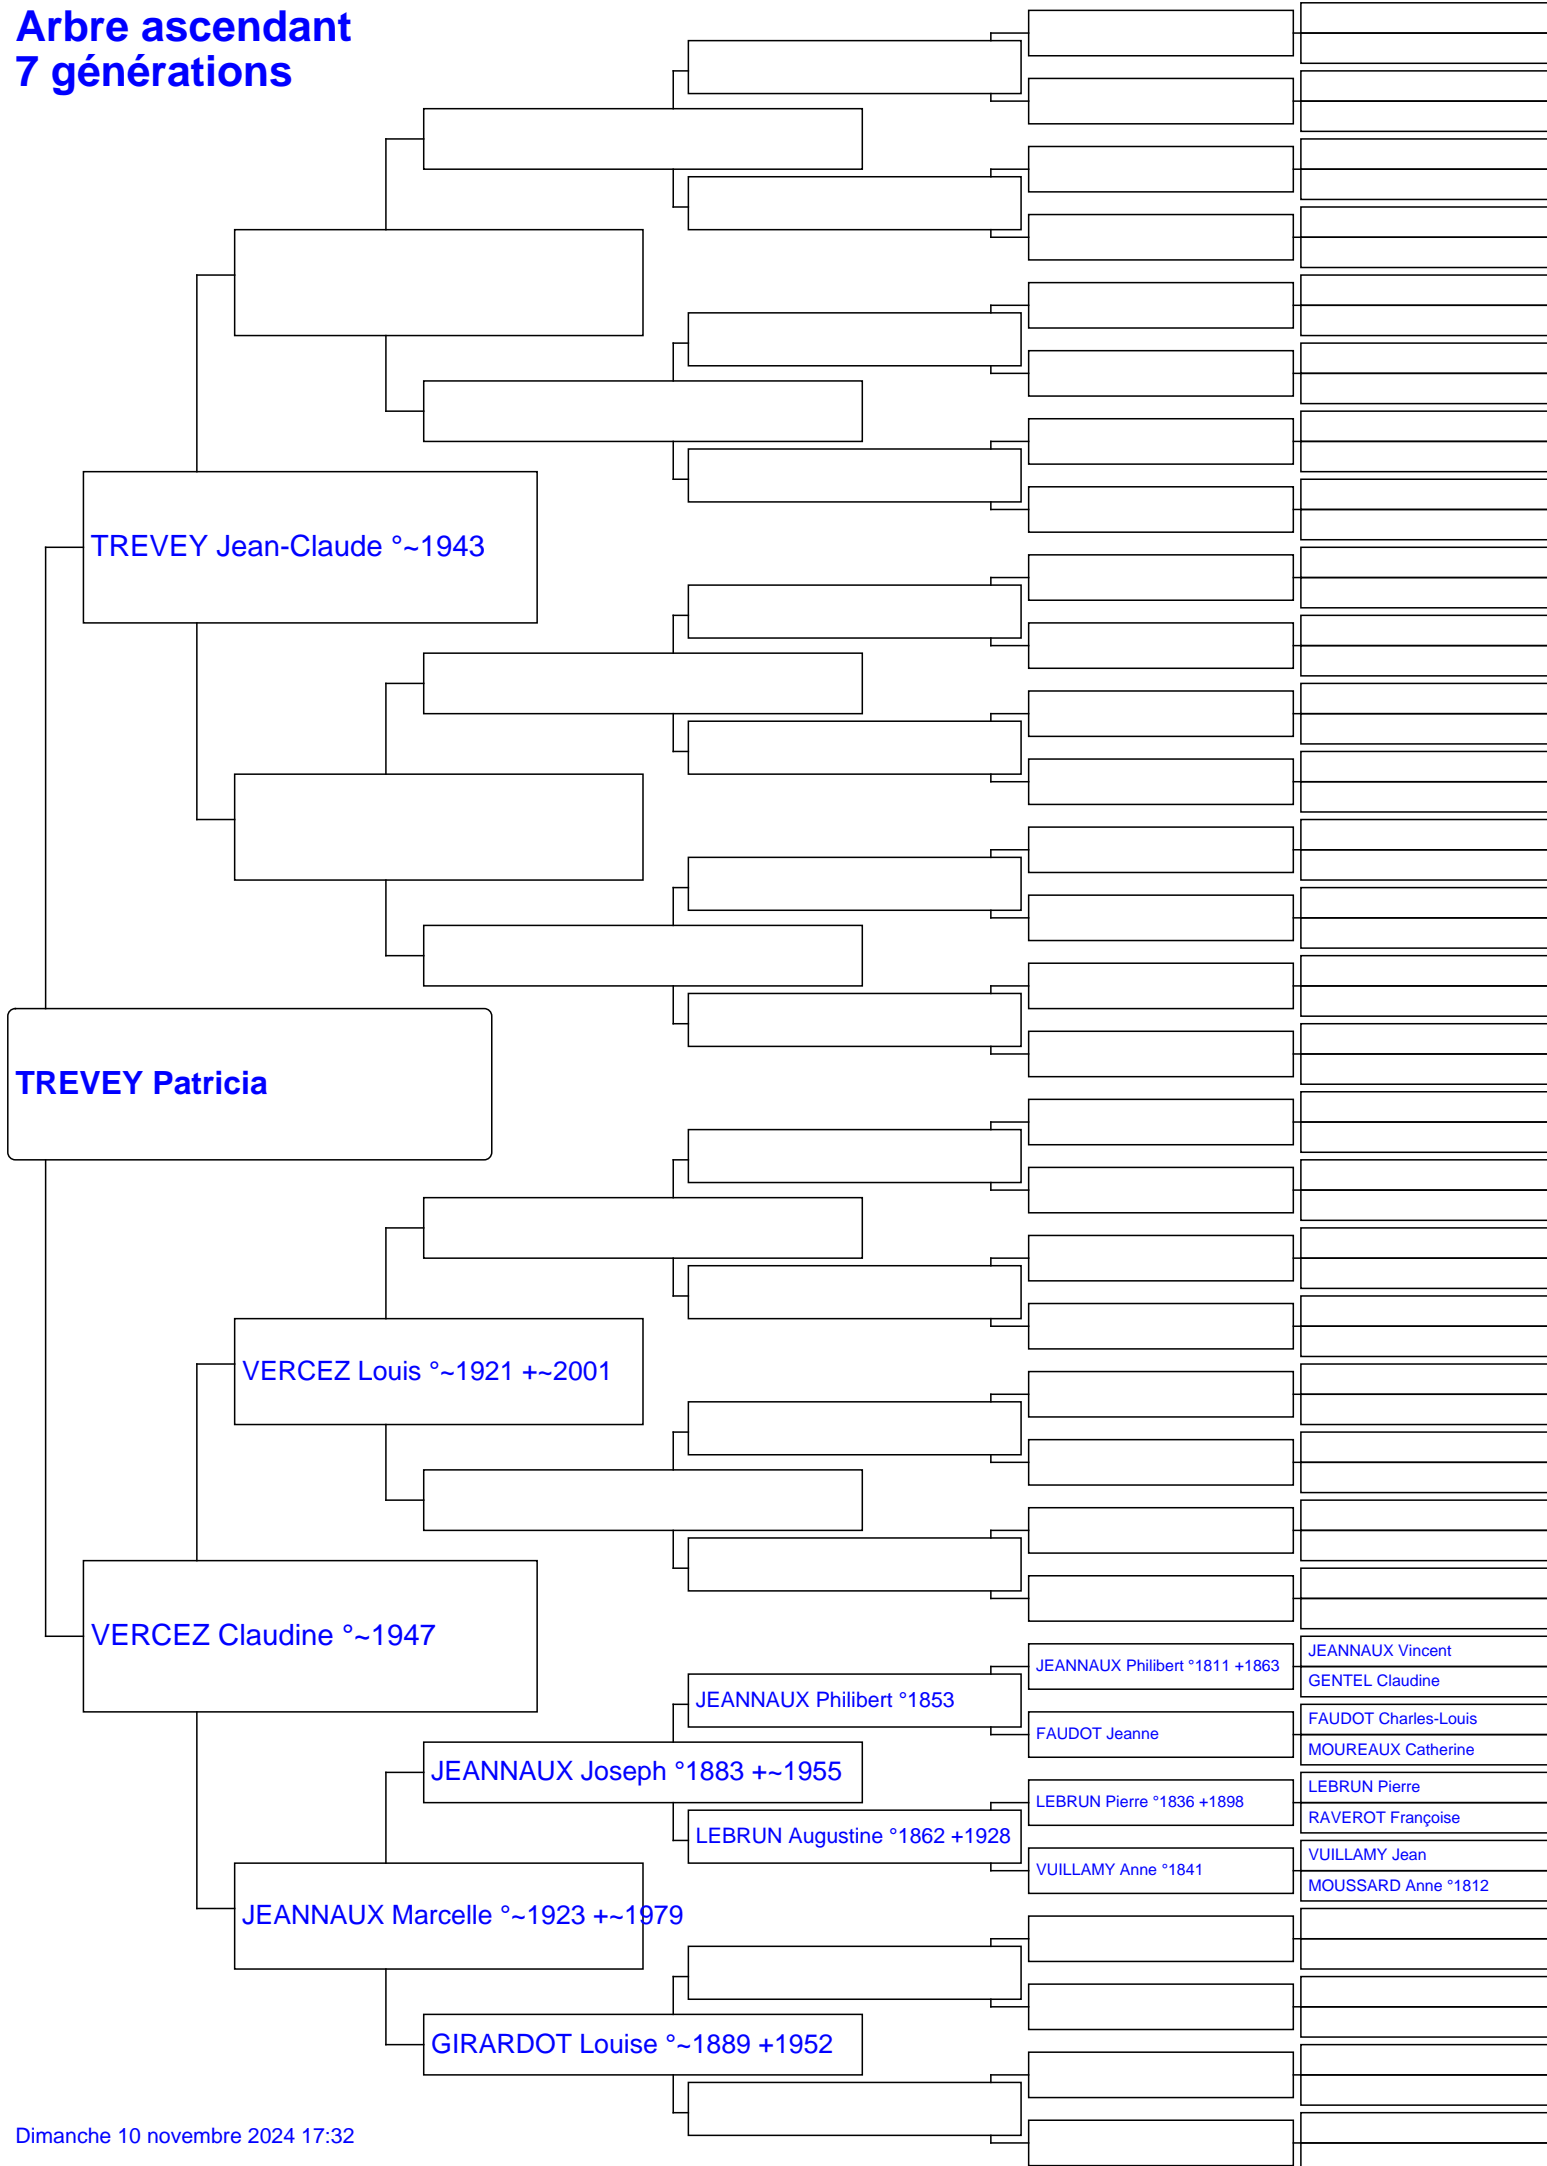 Arbre ascendant
7 générations
TREVEY Jean-Claude °~1943
TREVEY Patricia
VERCEZ Louis °~1921 +~2001
VERCEZ Claudine °~1947
JEANNAUX Vincent
JEANNAUX Philibert °1811 +1863
GENTEL Claudine
JEANNAUX Philibert °1853
FAUDOT Charles-Louis
FAUDOT Jeanne
MOUREAUX Catherine
JEANNAUX Joseph °1883 +~1955
LEBRUN Pierre
LEBRUN Pierre °1836 +1898
RAVEROT Françoise
LEBRUN Augustine °1862 +1928
VUILLAMY Jean
VUILLAMY Anne °1841
MOUSSARD Anne °1812
JEANNAUX Marcelle °~1923 +~1979
GIRARDOT Louise °~1889 +1952
Dimanche 10 novembre 2024 17:32